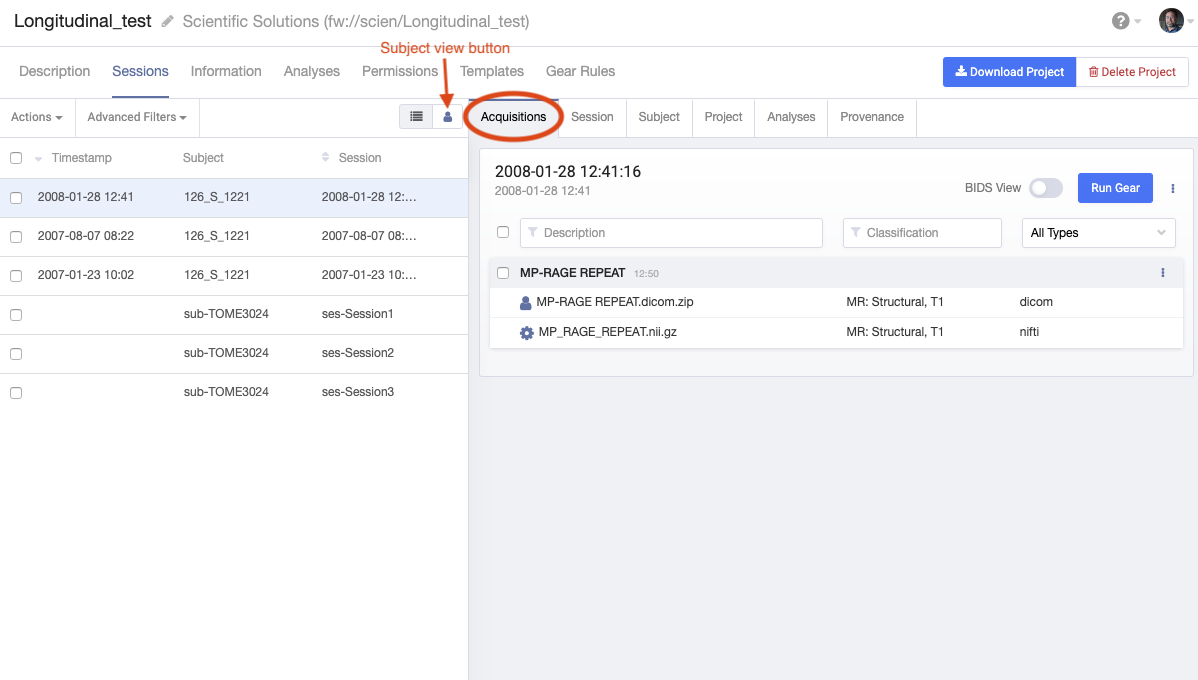 Longitudinal_test Scientific Solutions (fw://scien/Longitudinal_test)
Subject view button
Description Sessions Information Analyses Permissions Templates Gear Rules Download Project Delete Project
Actions Advanced Filters Acquisitions Session Subject Project Analyses Provenance
Timestamp Subject Session
2008-01-28 12:41 126_S_1221 2008-01-28 12:...
2007-08-07 08:22 126_S_1221 2007-08-07 08:...
2007-01-23 10:02 126_S_1221 2007-01-23 10:...
sub-TOME3024 ses-Session1
sub-TOME3024 ses-Session2
sub-TOME3024 ses-Session3
2008-01-28 12:41:16
2008-01-28 12:41
BIDS View Run Gear
Description Classification All Types
MP-RAGE REPEAT 12:50
MP-RAGE REPEAT.dicom.zip MR: Structural, T1 dicom
MP_RAGE_REPEAT.nii.gz MR: Structural, T1 nifti